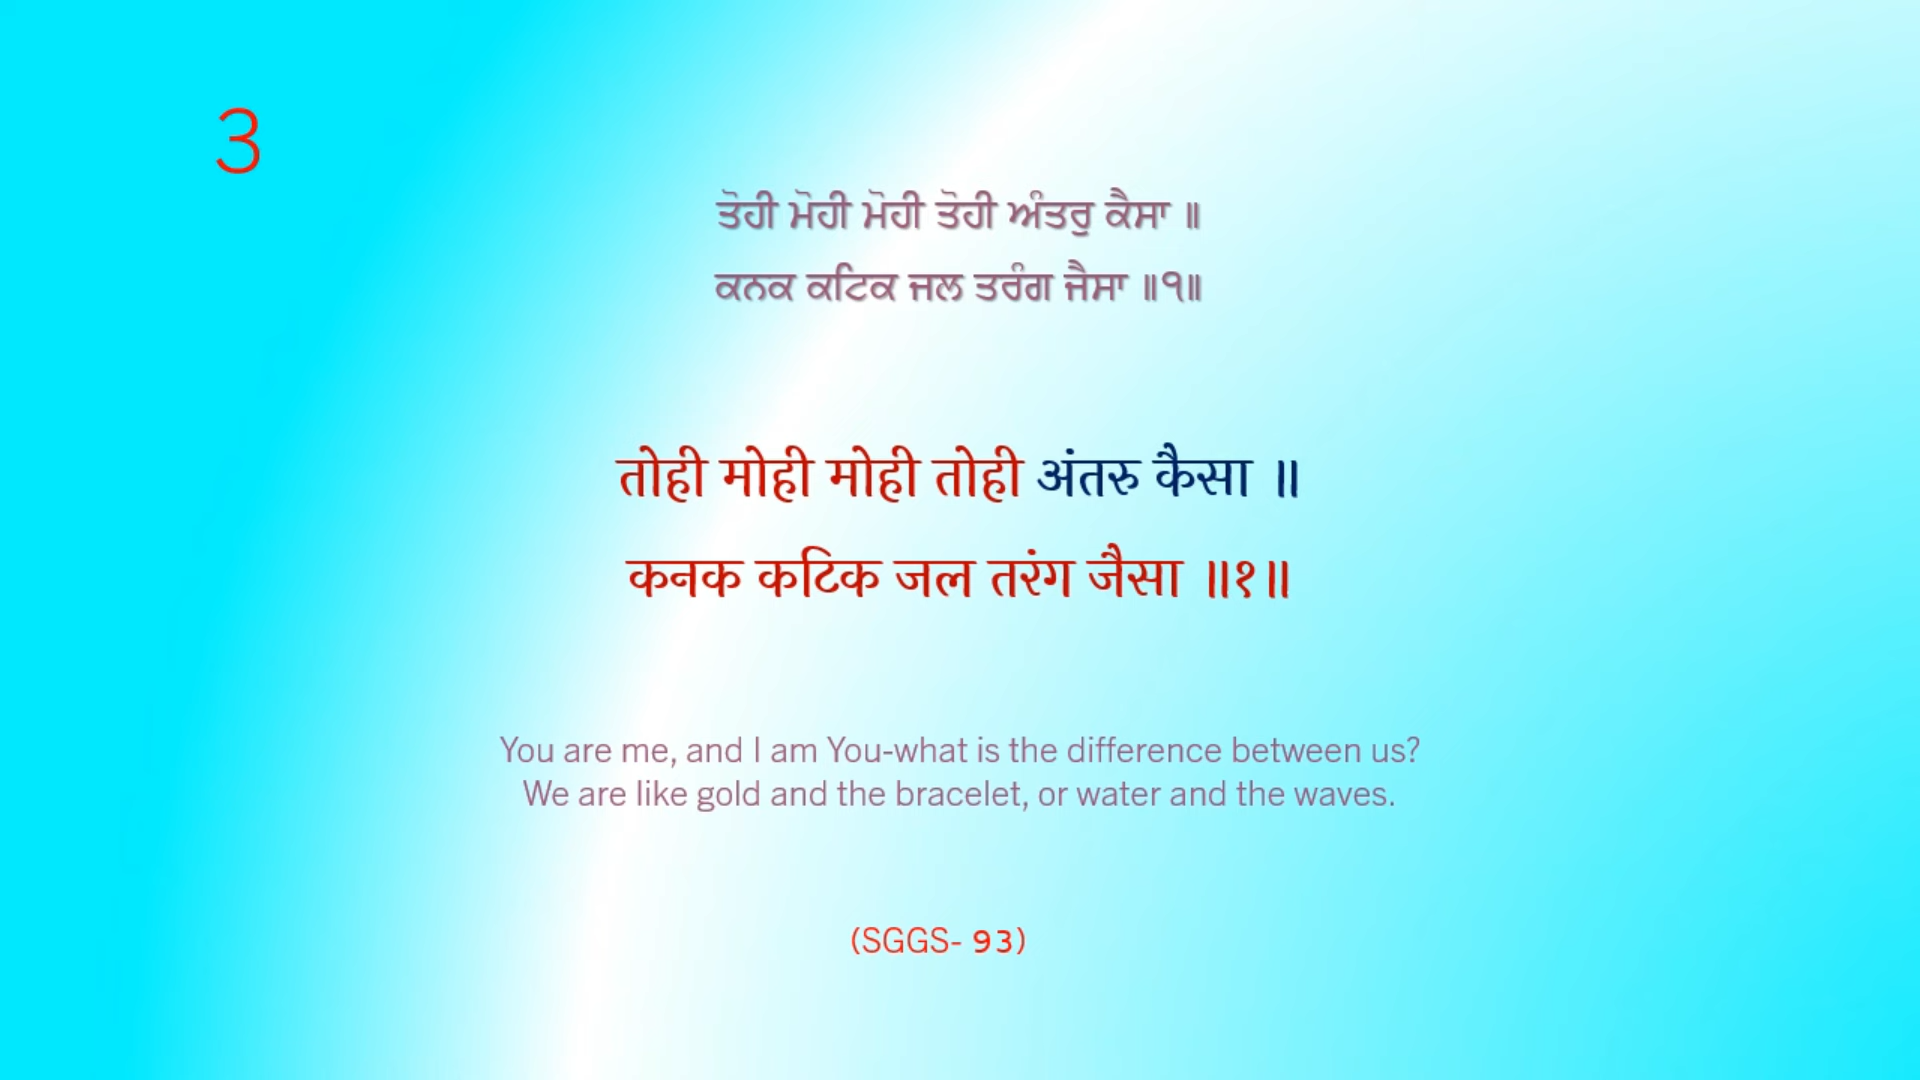 3
ਤੋਹੀ ਮੋਹੀ ਮੋਹੀ ਤੋਹੀ ਅੰਤਰੁ ਕੈਸਾ ॥
ਕਨਕ ਕਟਿਕ ਜਲ ਤਰੰਗ ਜੈਸਾ ॥੧॥
तोही मोही मोही तोही अंतरु कैसा ॥
कनक कटिक जल तरंग जैसा ॥१॥
You are me, and I am You-what is the difference between us?
We are like gold and the bracelet, or water and the waves.
(SGGS- 93)